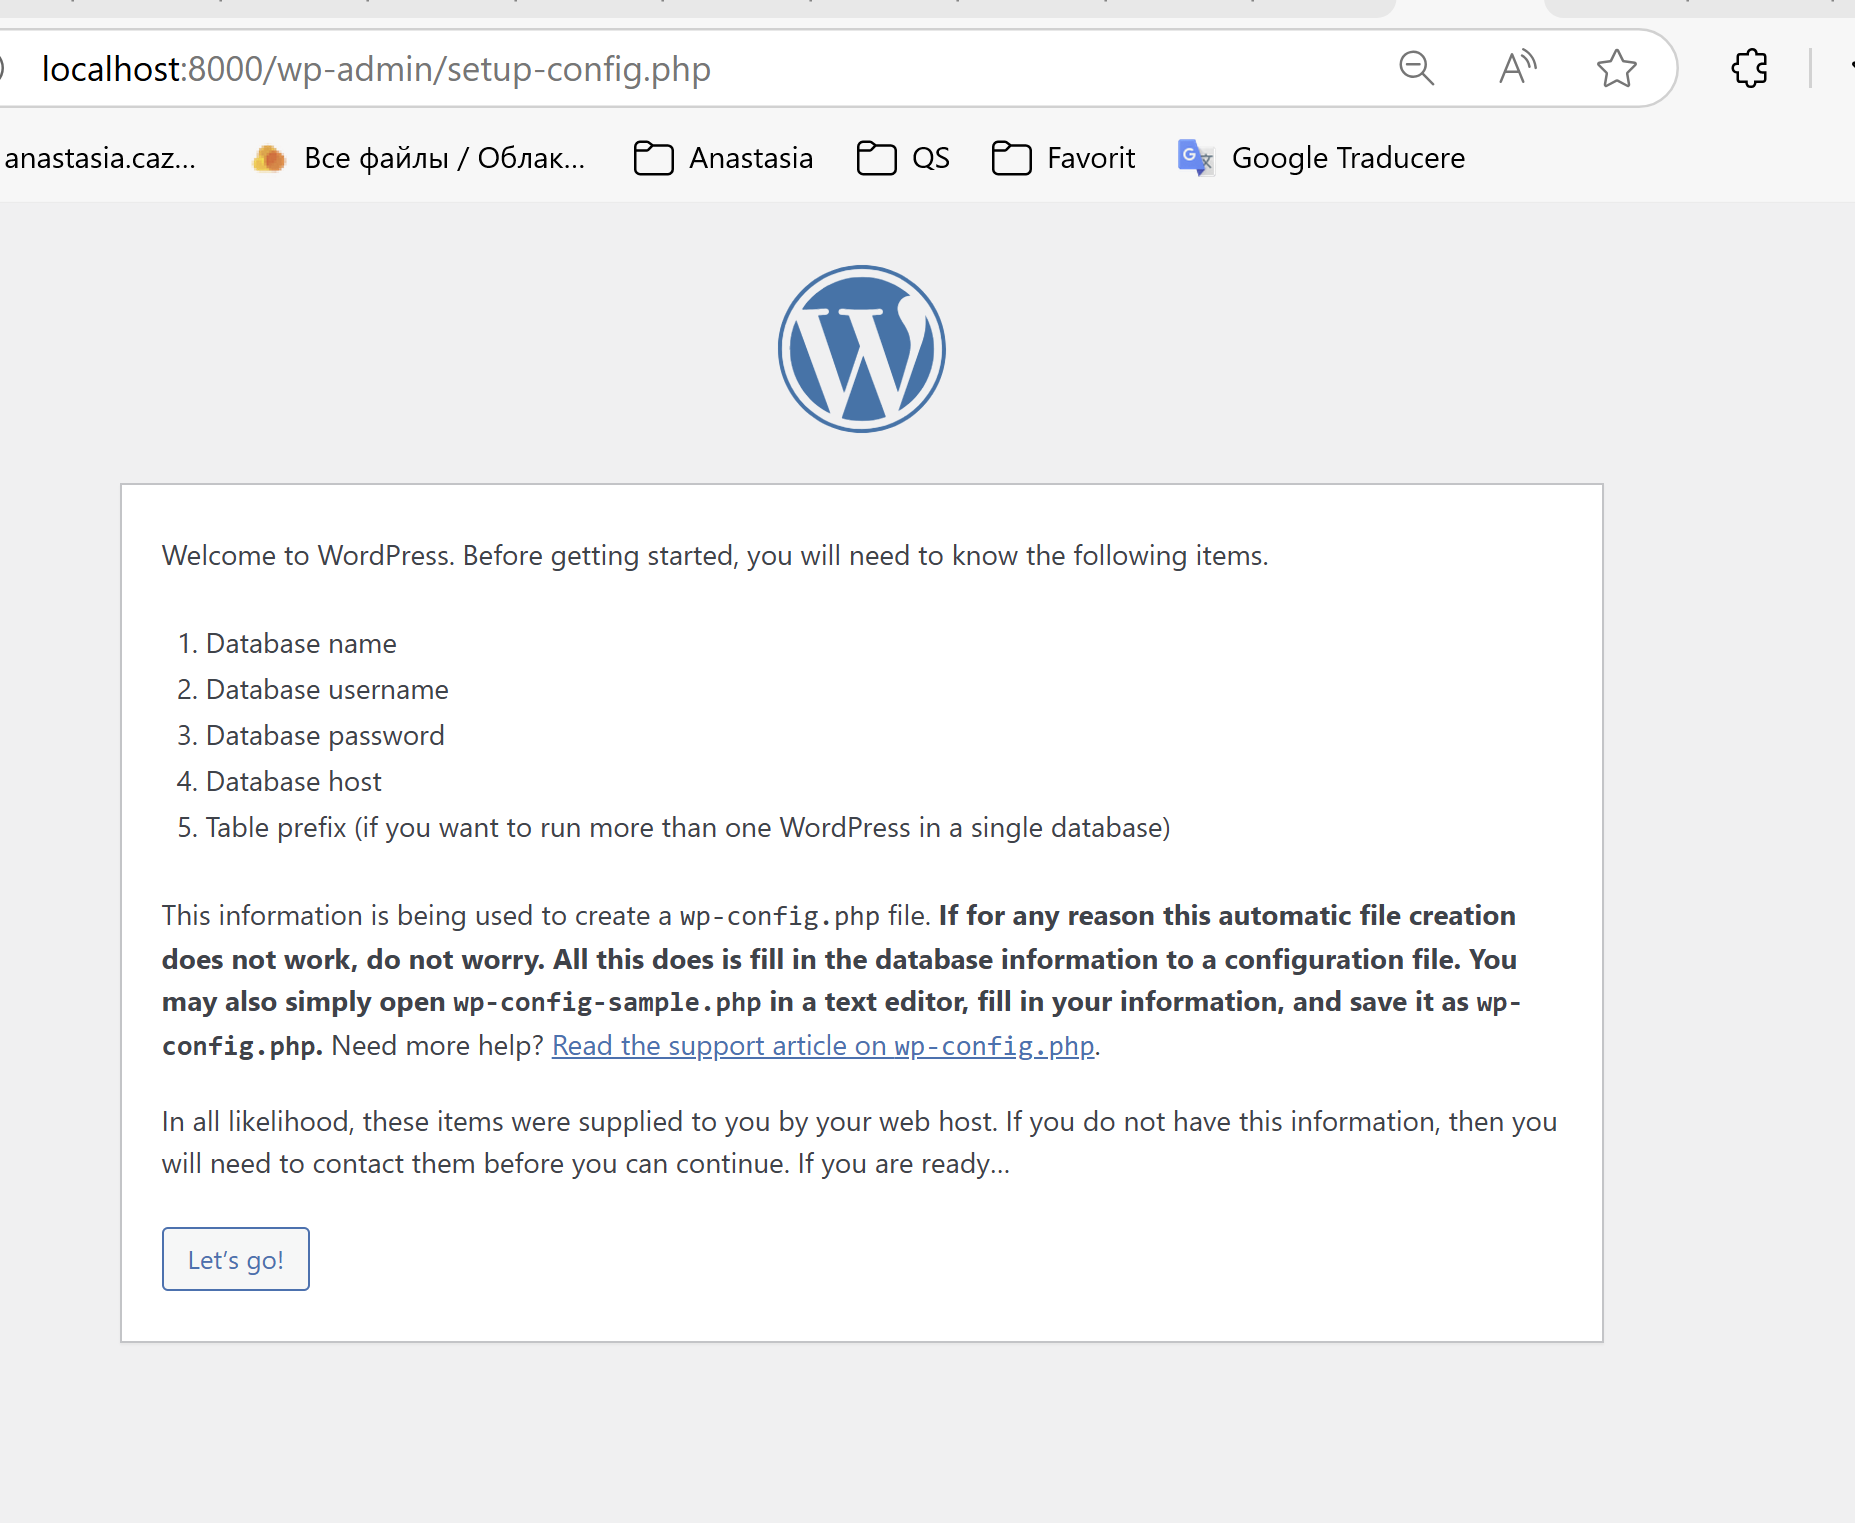 localhost:8000/wp-admin/setup-config.php
anastasia.caz... Все файлы / Облак... Anastasia QS Favorit Google Traducere
Welcome to WordPress. Before getting started, you will need to know the following items.
1. Database name
2. Database username
3. Database password
4. Database host
5. Table prefix (if you want to run more than one WordPress in a single database)
This information is being used to create a wp-config.php file. If for any reason this automatic file creation
does not work, do not worry. All this does is fill in the database information to a configuration file. You
may also simply open wp-config-sample.php in a text editor, fill in your information, and save it as wp-
config.php. Need more help? Read the support article on wp-config.php.
In all likelihood, these items were supplied to you by your web host. If you do not have this information, then you
will need to contact them before you can continue. If you are ready…
Let’s go!